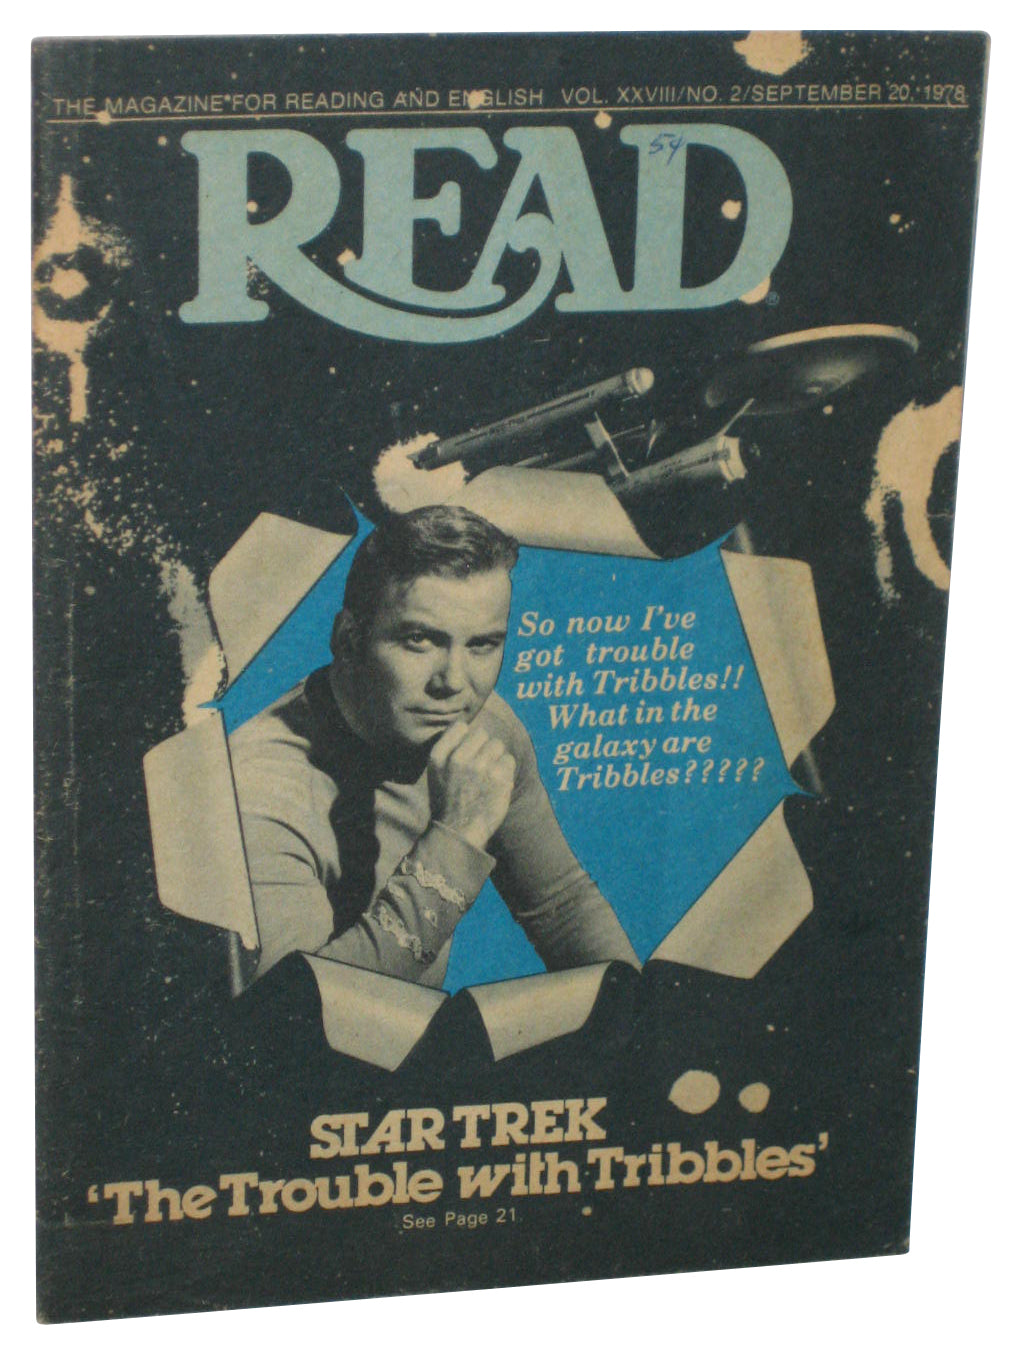 THE MAGAZINE FOR READING AND ENGLISH VOL. XXVIII/NO. 2/SEPTEMBER 20, 1978
READ®
54
So now I've
got trouble
with Tribbles!!
What in the
galaxy are
Tribbles?????
STAR TREK
'The Trouble with Tribbles'
See Page 21